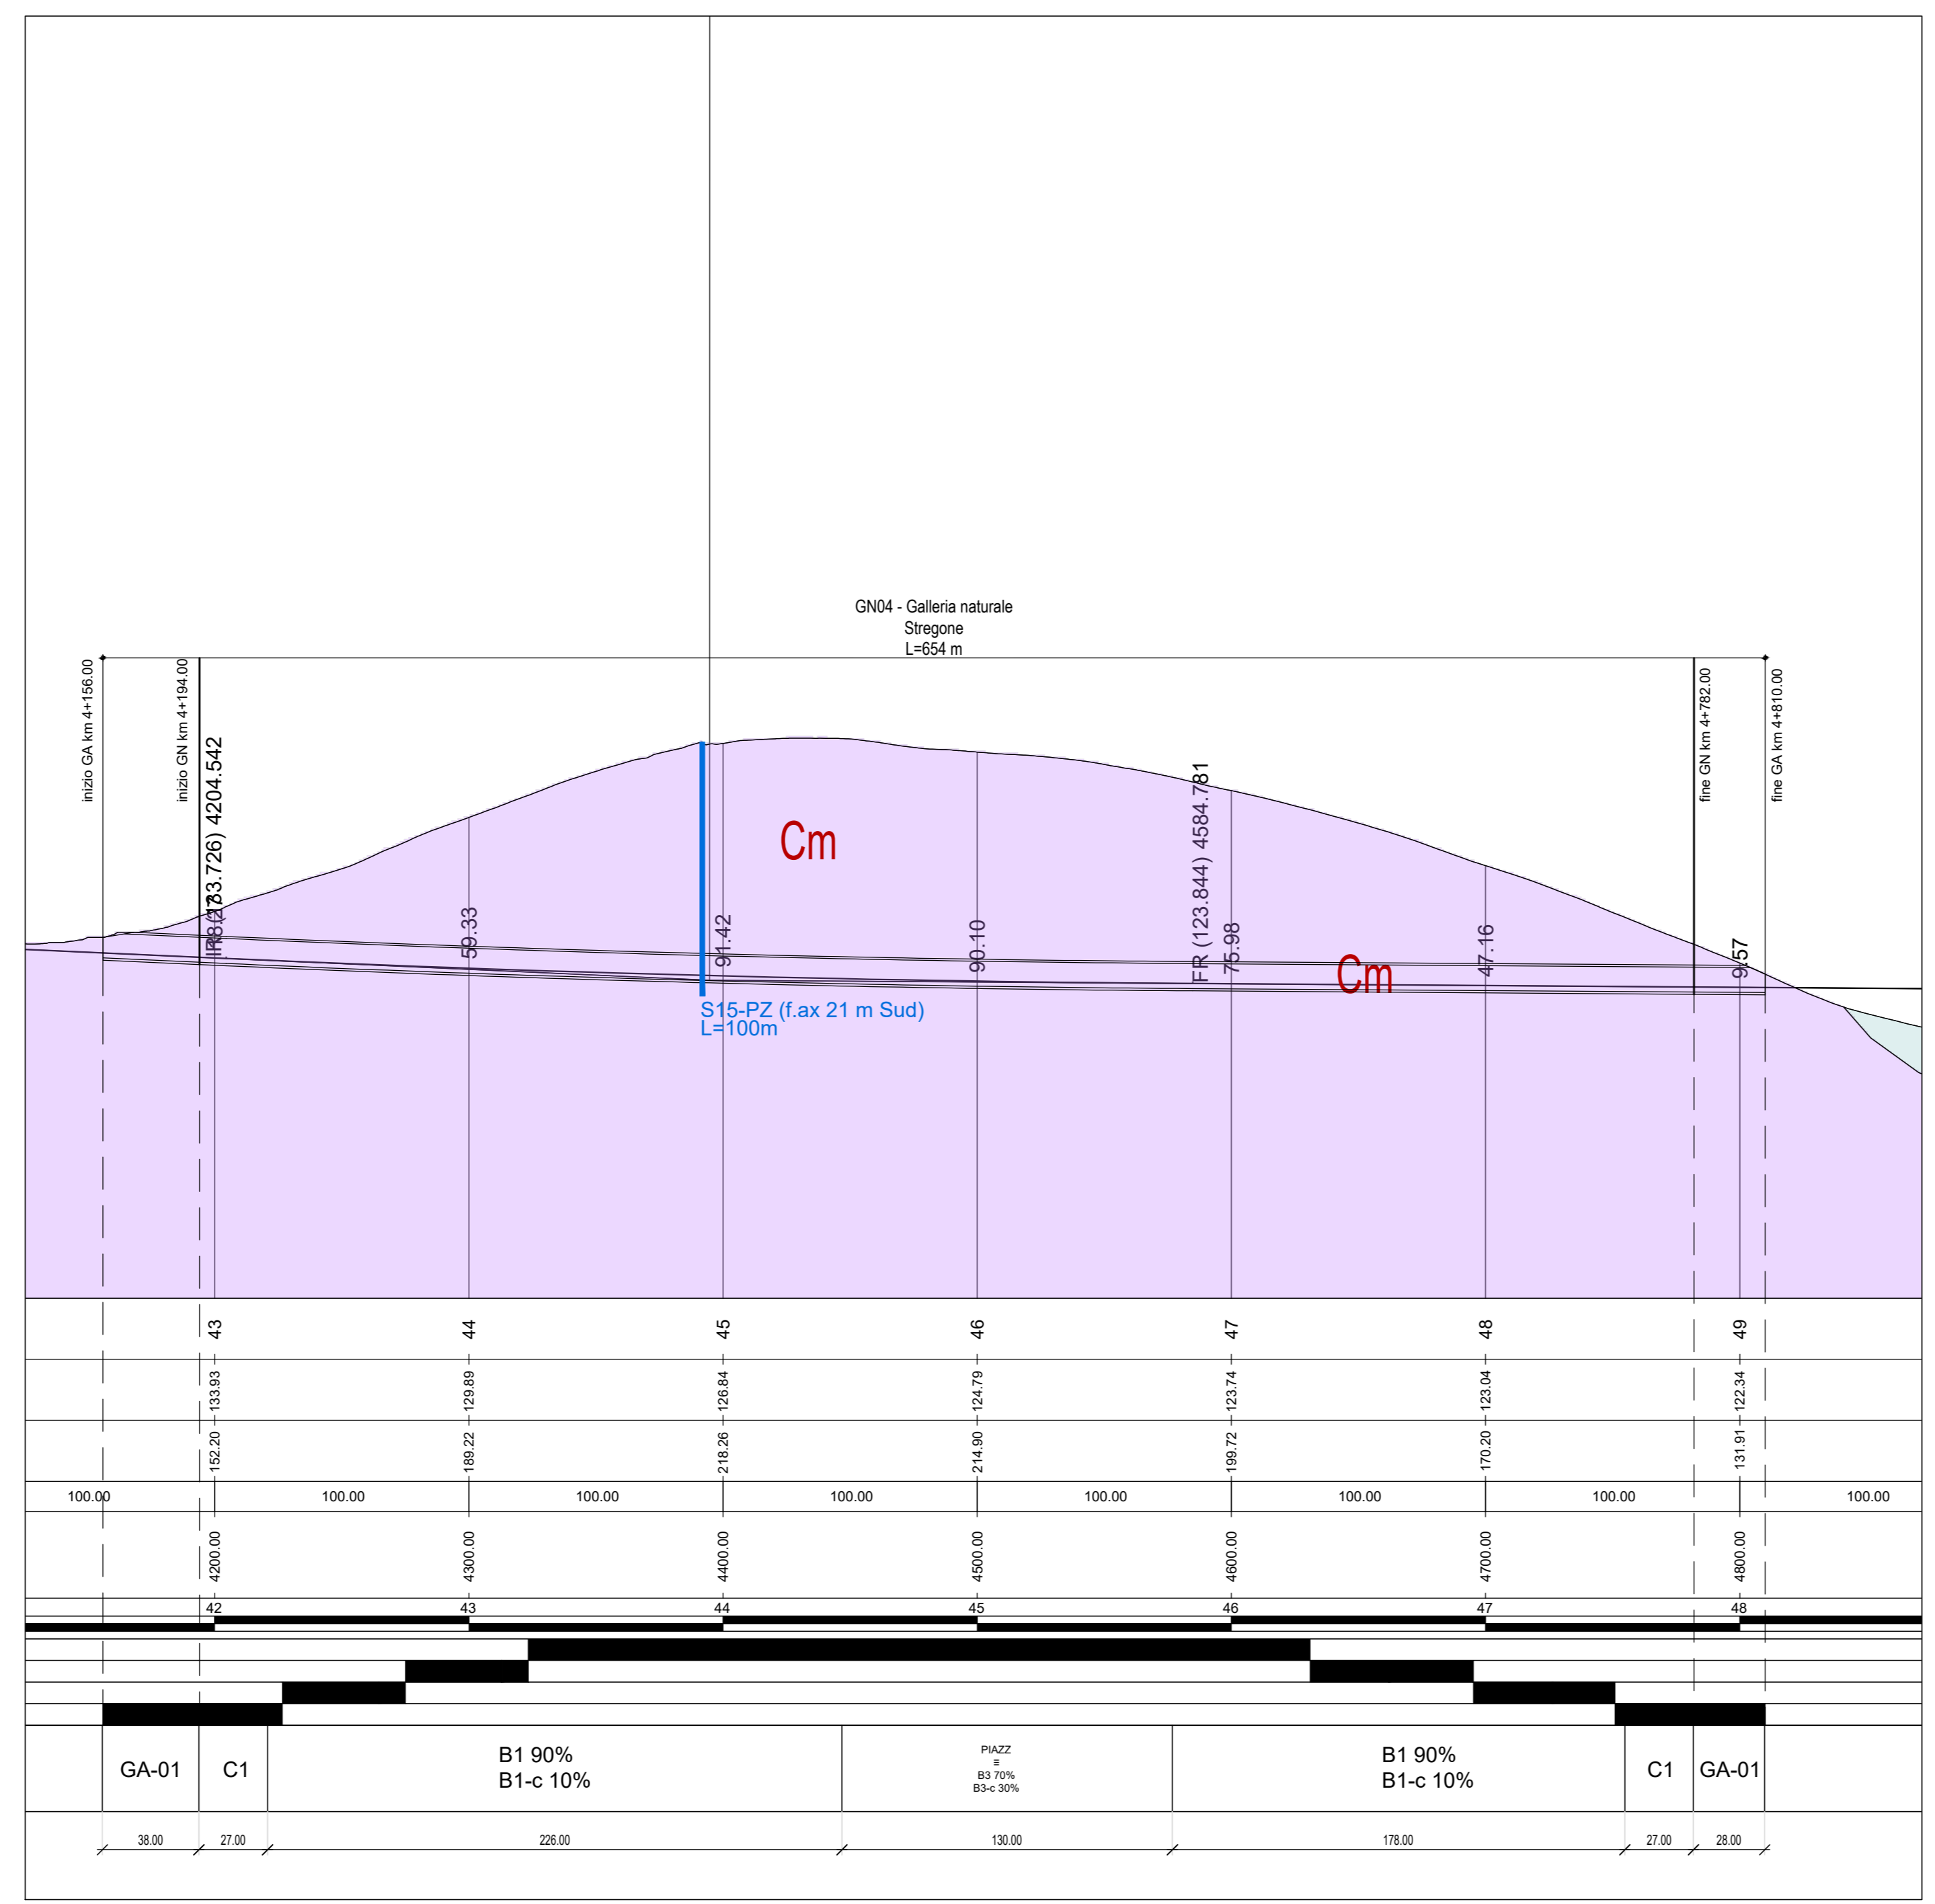 GN04 - Galleria naturale
Stregone
L=654 m
inizio GA km 4+156.00
inizio GN km 4+194.00
fine GN km 4+782.00
fine GA km 4+810.00
4204.542
FR (123.844) 4584.781
Cm
Cm
59.33
91.42
90.10
75.98
47.16
9.57
S15-PZ (f.ax 21 m Sud)
L=100m
43 44 45 46 47 48 49
133.93 129.89 126.84 124.79 123.74 123.04 122.34
152.20 189.22 218.26 214.90 199.72 170.20 131.91
100.00 100.00 100.00 100.00 100.00 100.00 100.00 100.00
4200.00 4300.00 4400.00 4500.00 4600.00 4700.00 4800.00
42 43 44 45 46 47 48
GA-01
C1
B1 90%
B1-c 10%
PIAZZ
=
B3 70%
B3-c 30%
B1 90%
B1-c 10%
C1
GA-01
38.00 27.00 226.00 130.00 178.00 27.00 28.00